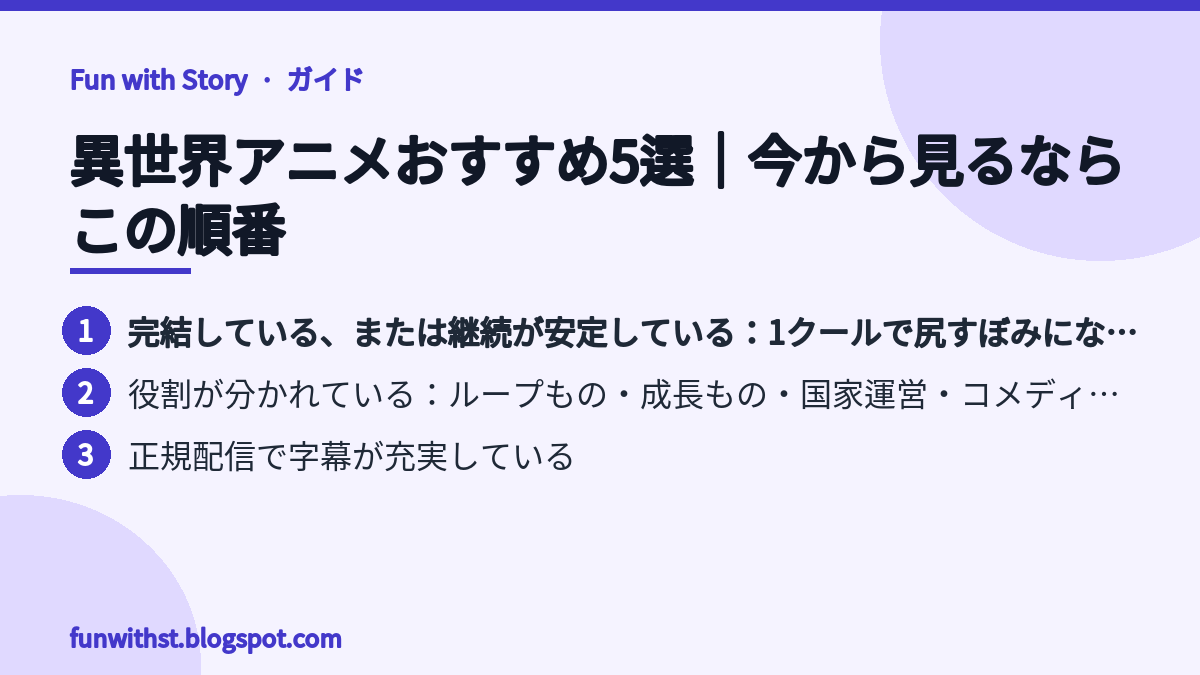 Fun with Story ・ ガイド
異世界アニメおすすめ5選｜今から見るなら
この順番
1 完結している、または継続が安定している：1クールで尻すぼみにな…
2 役割が分かれている：ループもの・成長もの・国家運営・コメディ…
3 正規配信で字幕が充実している
funwithst.blogspot.com